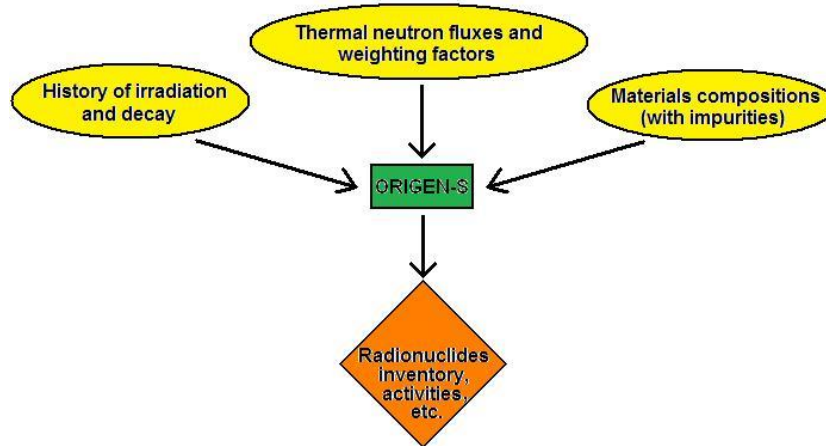 Thermal neutron fluxes and
weighting factors
History of irradiation
and decay
Materials compositions
(with impurities)
ORIGEN-S
Radionuclides
inventory,
activities,
etc.